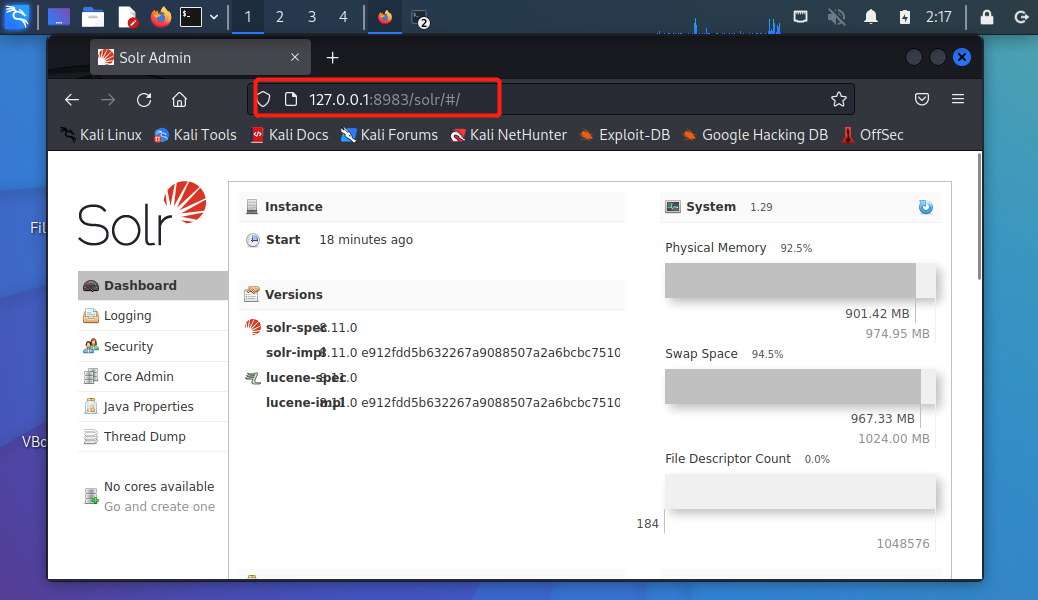 1 2 3 4 2 2:17
Solr Admin
127.0.0.1:8983/solr/#/
Kali Linux Kali Tools Kali Docs Kali Forums Kali NetHunter Exploit-DB Google Hacking DB OffSec
Solr
Dashboard
Logging
Security
Core Admin
Java Properties
Thread Dump
No cores available
Go and create one
Instance
Start 18 minutes ago
Versions
solr-spec 8.11.0
solr-impl 8.11.0 e912fdd5b632267a9088507a2a6bcbc7510
lucene-spec 8.11.0
lucene-impl 8.11.0 e912fdd5b632267a9088507a2a6bcbc7510
System 1.29
Physical Memory 92.5%
901.42 MB
974.95 MB
Swap Space 94.5%
967.33 MB
1024.00 MB
File Descriptor Count 0.0%
184
1048576